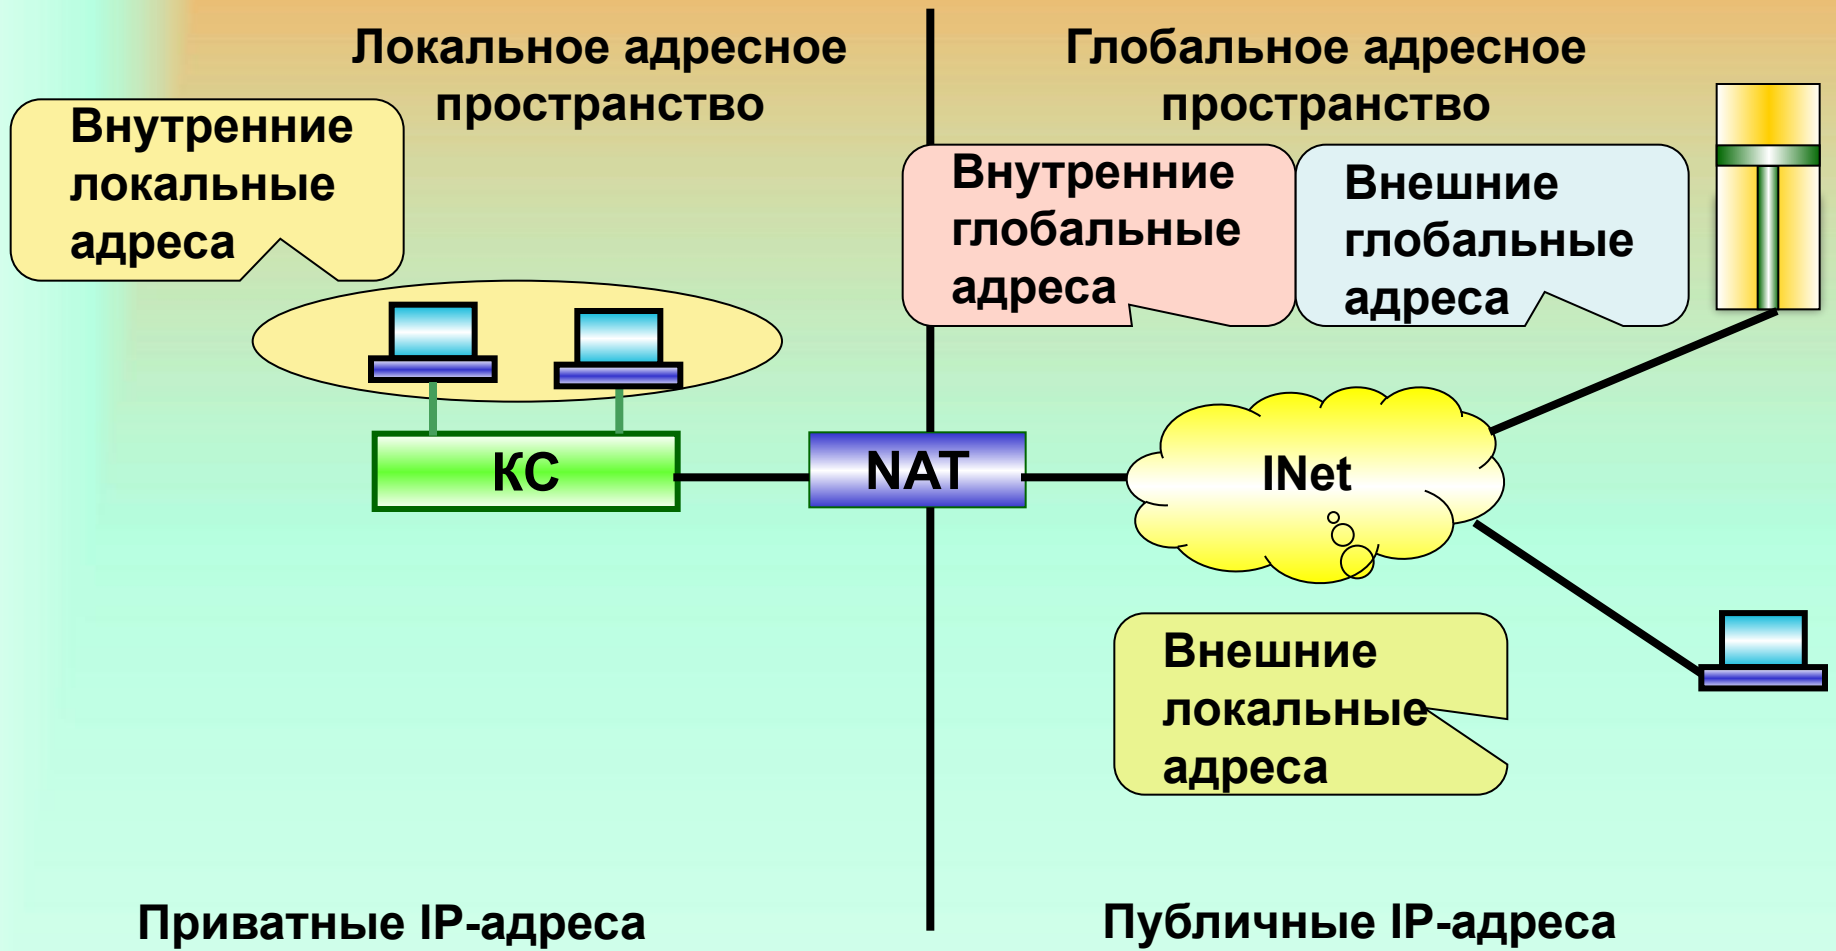 Локальное адресное
пространство
Глобальное адресное
пространство
Внутренние
локальные
адреса
Внутренние
глобальные
адреса
Внешние
глобальные
адреса
КС
NAT
INet
Внешние
локальные
адреса
Приватные IP-адреса
Публичные IP-адреса